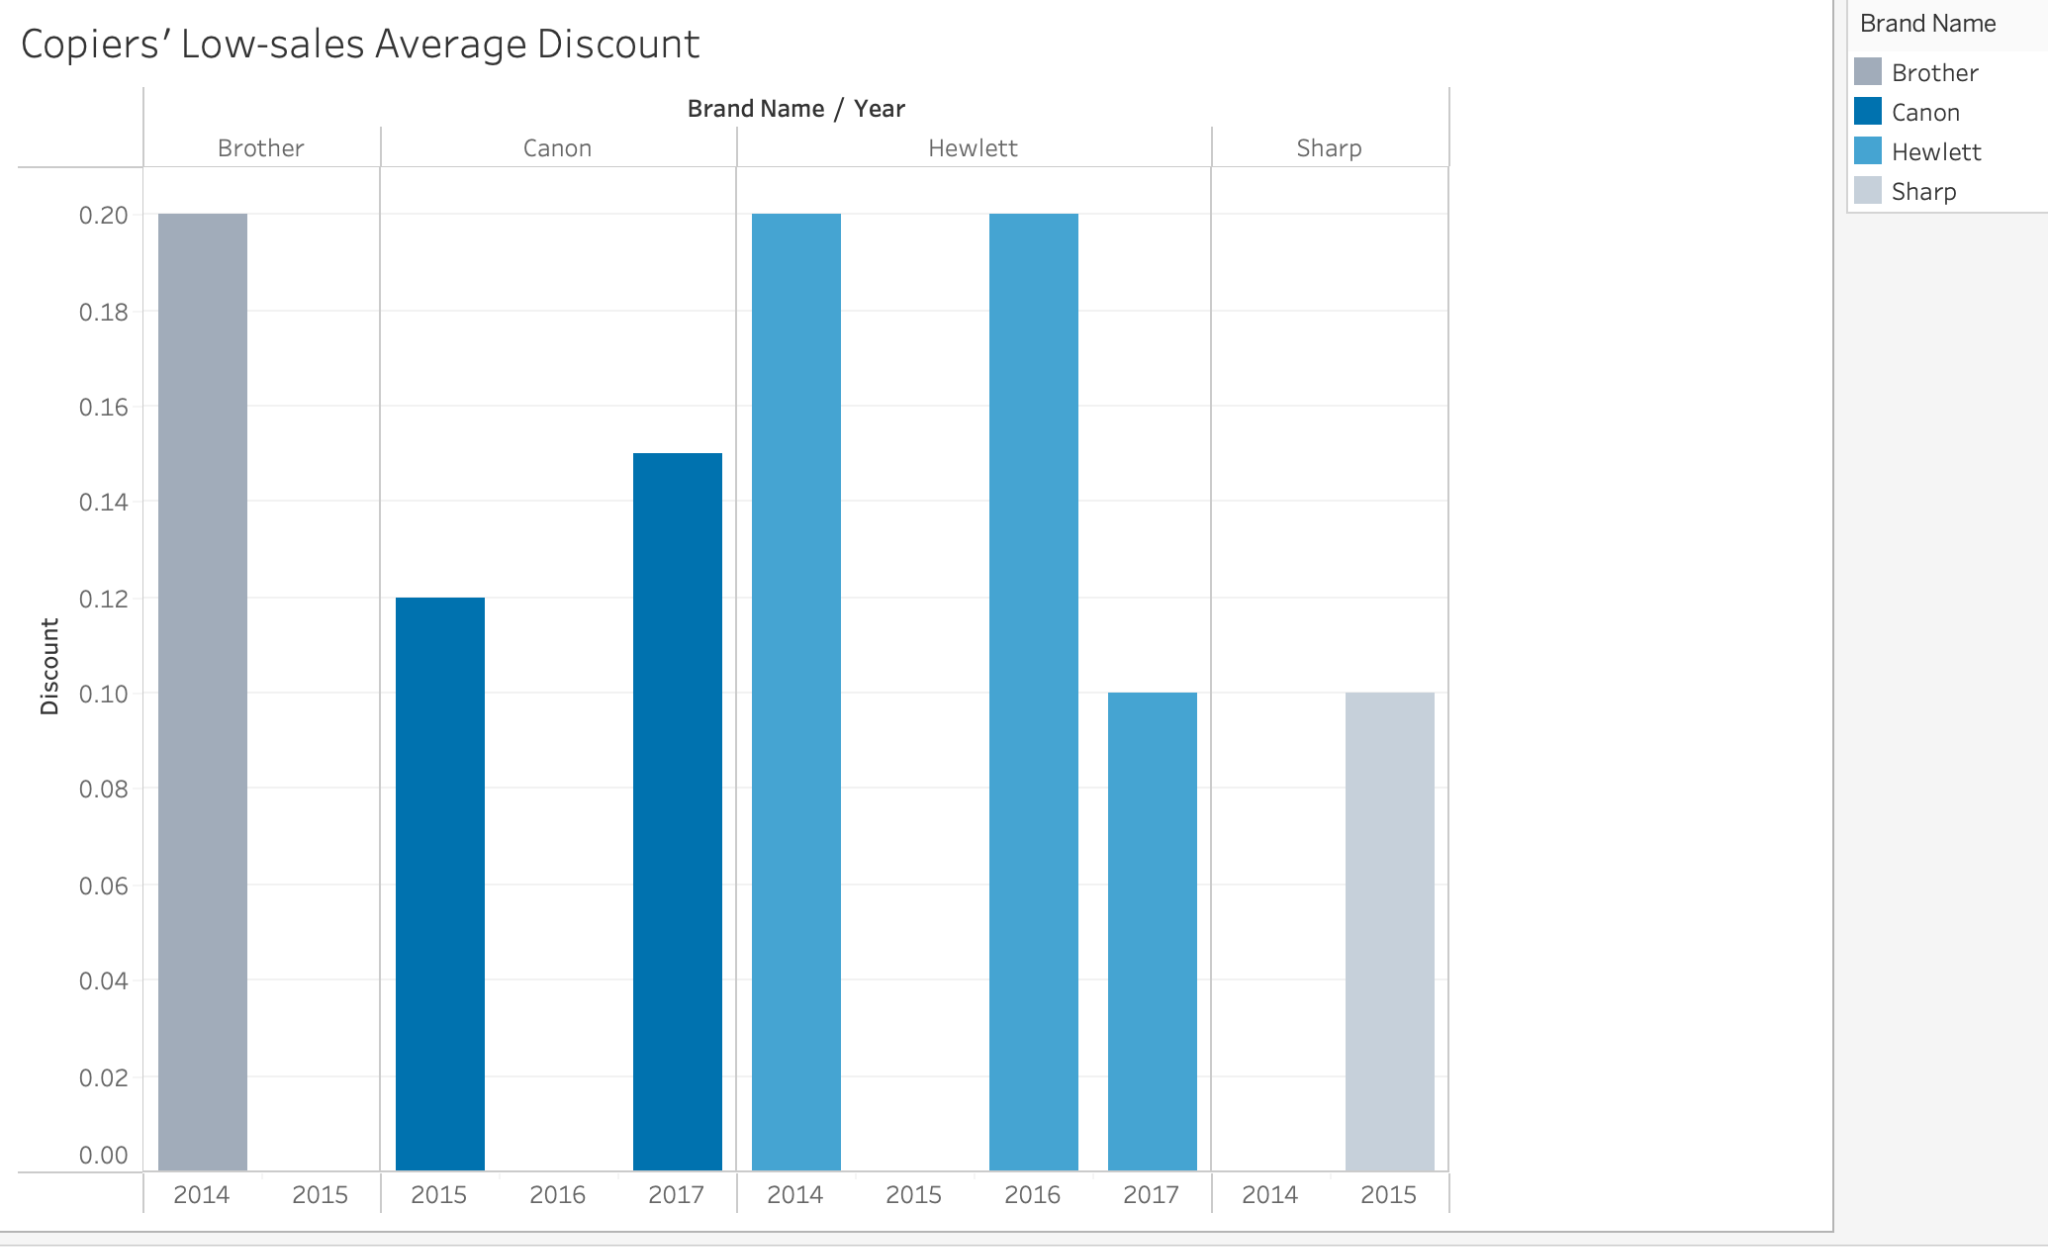 Copiers’ Low-sales Average Discount
Brand Name / Year
Brother Canon Hewlett Sharp
0.20
0.18
0.16
0.14
0.12
0.10
0.08
0.06
0.04
0.02
0.00
Discount
2014 2015 2015 2016 2017 2014 2015 2016 2017 2014 2015
Brand Name
Brother
Canon
Hewlett
Sharp